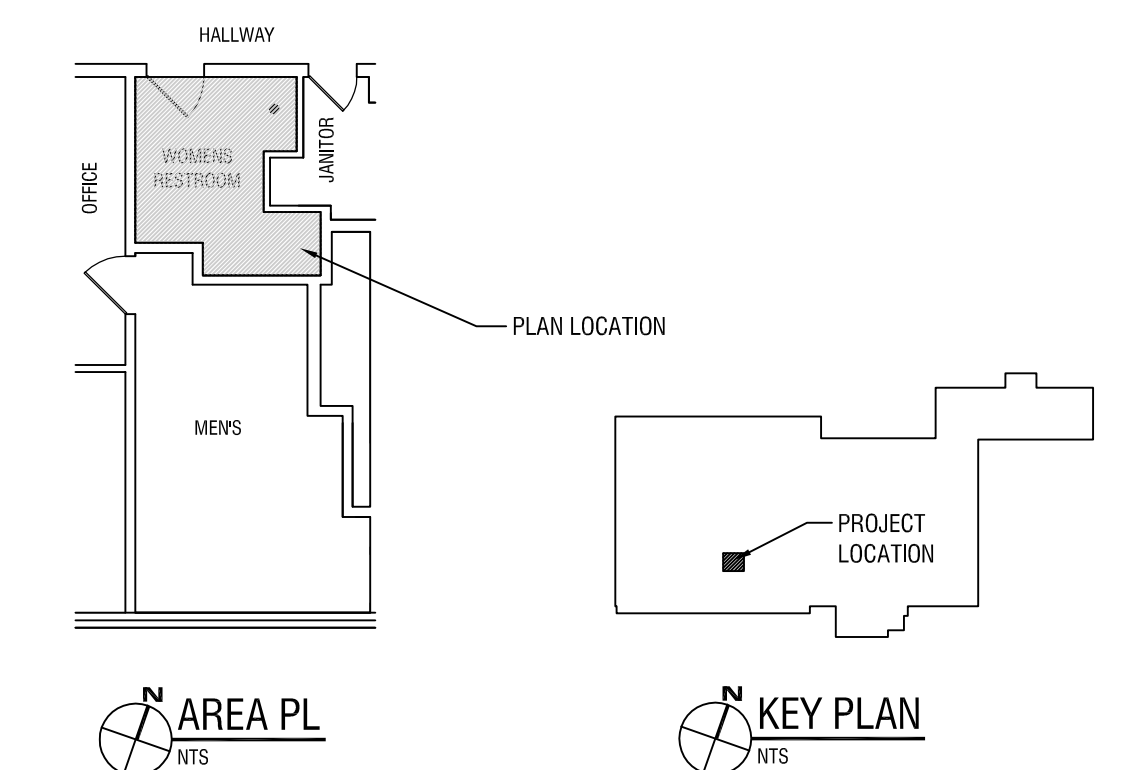 HALLWAY
WOMENS
RESTROOM
JANITOR
OFFICE
PLAN LOCATION
MEN'S
PROJECT
LOCATION
N
AREA PL
NTS
N
KEY PLAN
NTS